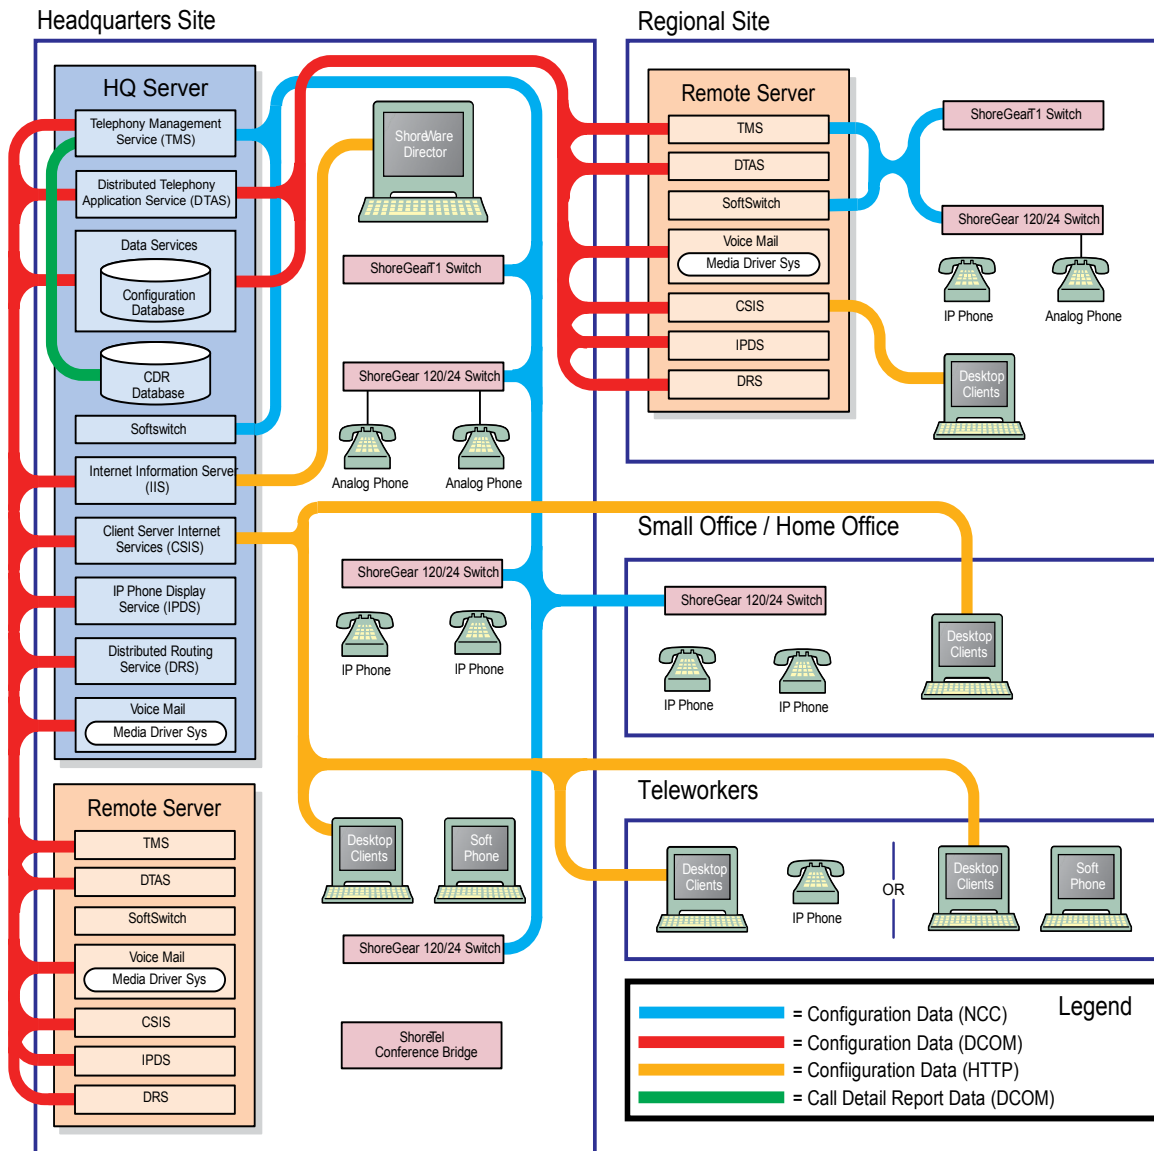 Headquarters Site
HQ Server
Telephony Management
Service (TMS)
Distributed Telephony
Application Service (DTAS)
Data Services
Configuration
Database
CDR
Database
Softswitch
Internet Information Server
(IIS)
Client Server Internet
Services (CSIS)
IP Phone Display
Service (IPDS)
Distributed Routing
Service (DRS)
Voice Mail
Media Driver Sys
Remote Server
TMS
DTAS
SoftSwitch
Voice Mail
Media Driver Sys
CSIS
IPDS
DRS
ShoreWare
Director
ShoreGearT1 Switch
ShoreGear 120/24 Switch
Analog Phone
Analog Phone
ShoreGear 120/24 Switch
IP Phone
IP Phone
Desktop
Clients
Soft
Phone
ShoreGear 120/24 Switch
ShoreTel
Conference Bridge
Regional Site
Remote Server
TMS
DTAS
SoftSwitch
Voice Mail
Media Driver Sys
CSIS
IPDS
DRS
ShoreGearT1 Switch
ShoreGear 120/24 Switch
IP Phone
Analog Phone
Desktop
Clients
Small Office / Home Office
ShoreGear 120/24 Switch
IP Phone
IP Phone
Desktop
Clients
Teleworkers
Desktop
Clients
IP Phone
OR
Desktop
Clients
Soft
Phone
Legend
= Configuration Data (NCC)
= Configuration Data (DCOM)
= Confiiguration Data (HTTP)
= Call Detail Report Data (DCOM)